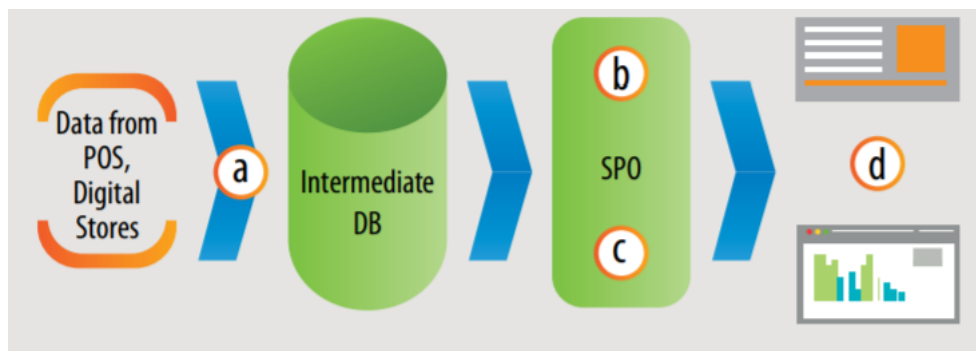 Data from
POS,
Digital
Stores
a
Intermediate
DB
b
SPO
c
d